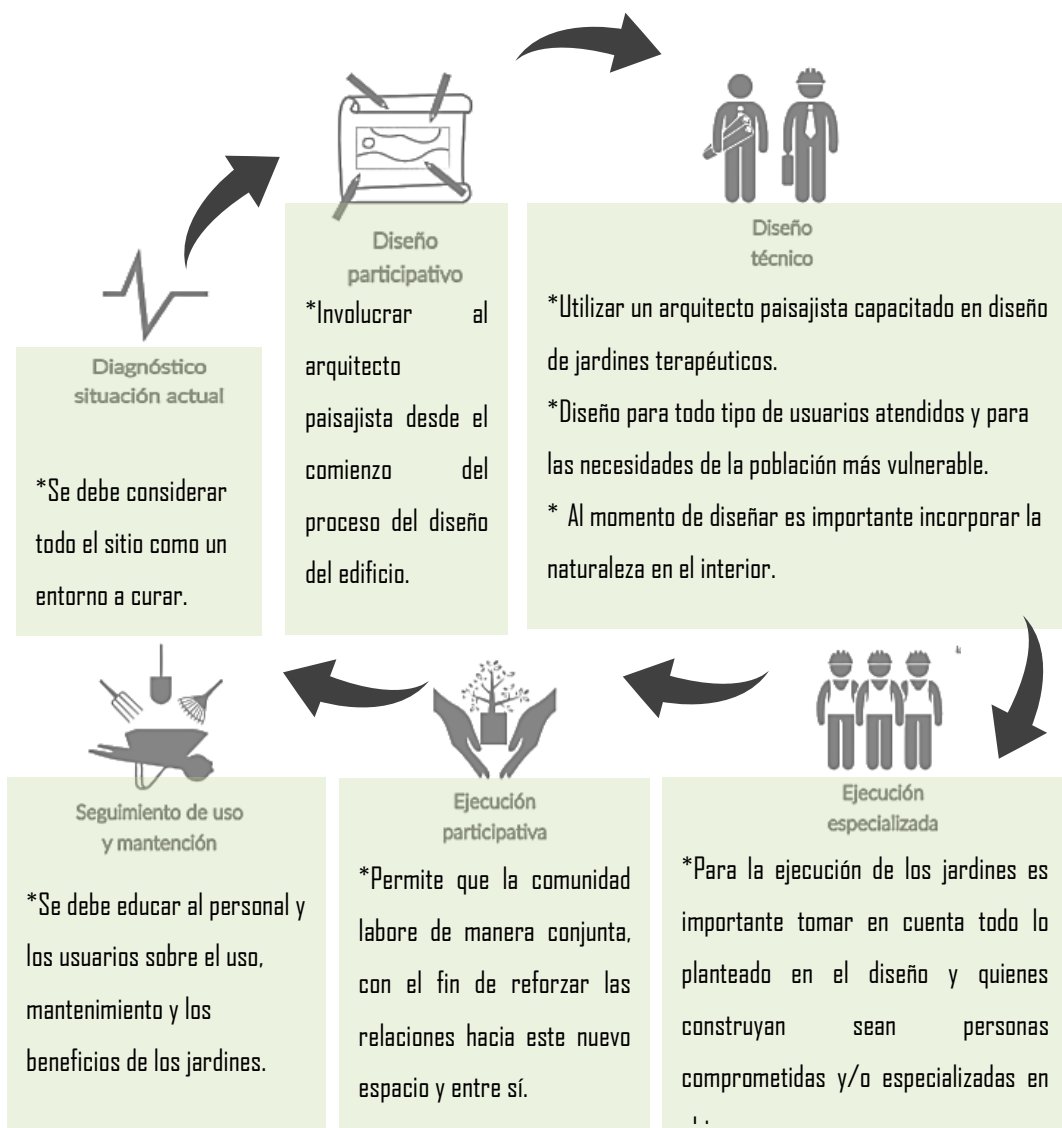 Diagnóstico
situación actual
*Se debe considerar
todo el sitio como un
entorno a curar.
Diseño
participativo
*Involucrar al
arquitecto
paisajista desde el
comienzo del
proceso del diseño
del edificio.
Diseño
técnico
*Utilizar un arquitecto paisajista capacitado en diseño
de jardines terapéuticos.
*Diseño para todo tipo de usuarios atendidos y para
las necesidades de la población más vulnerable.
* Al momento de diseñar es importante incorporar la
naturaleza en el interior.
Ejecución
especializada
*Para la ejecución de los jardines es
importante tomar en cuenta todo lo
planteado en el diseño y quienes
construyan sean personas
comprometidas y/o especializadas en
Ejecución
participativa
*Permite que la comunidad
labore de manera conjunta,
con el fin de reforzar las
relaciones hacia este nuevo
espacio y entre sí.
Seguimiento de uso
y mantención
*Se debe educar al personal y
los usuarios sobre el uso,
mantenimiento y los
beneficios de los jardines.